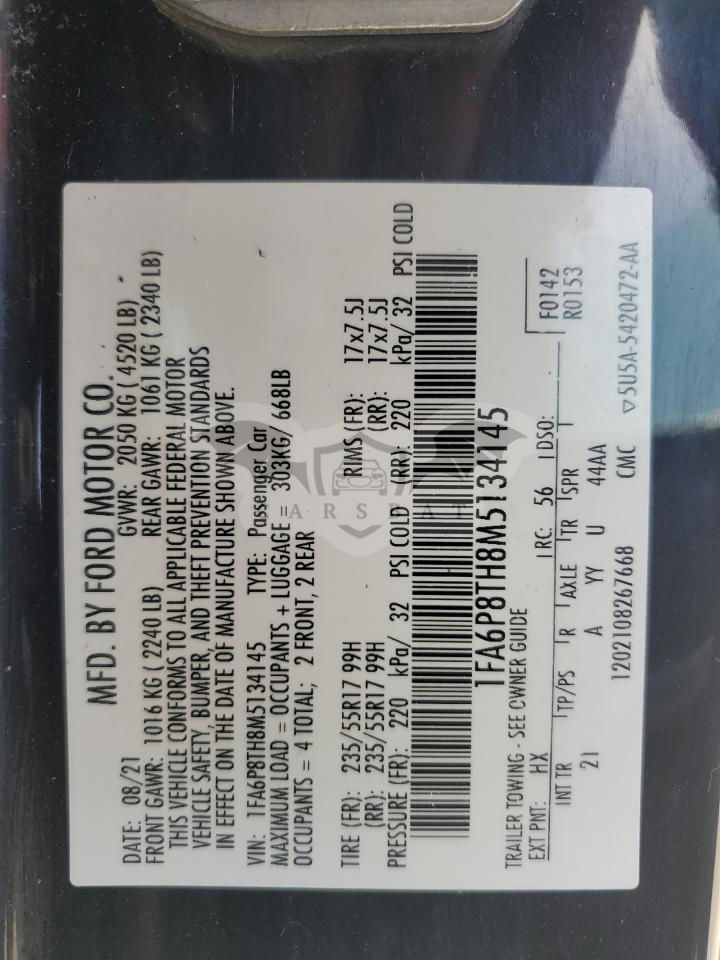 MFD. BY FORD MOTOR CO.
DATE: 08/21 GVWR: 2050 KG ( 4520 LB)
FRONT GAWR: 1016 KG ( 2240 LB) REAR GAWR: 1061 KG ( 2340 LB)
THIS VEHICLE CONFORMS TO ALL APPLICABLE FEDERAL MOTOR
VEHICLE SAFETY, BUMPER, AND THEFT PREVENTION STANDARDS
IN EFFECT ON THE DATE OF MANUFACTURE SHOWN ABOVE.
VIN: 1FA6P8TH8M5134145 TYPE: Passenger Car
MAXIMUM LOAD = OCCUPANTS + LUGGAGE = 303KG/ 668LB
OCCUPANTS = 4 TOTAL; 2 FRONT, 2 REAR
TIRE (FR): 235/55R17 99H RIMS (FR): 17x7.5J
(RR): 235/55R17 99H (RR): 17x7.5J
PRESSURE (FR): 220 kPa/ 32 PSI COLD (RR): 220 kPa/ 32 PSI COLD
1FA6P8TH8M5134145
TRAILER TOWING - SEE OWNER GUIDE
EXT PNT: HX RC: 56 DSO: F0142
R0153
INT TR TP/PS R AXLE TR SPR
21 A YY U 44AA
1202108267668 CMC ▽5U5A-5420472-AA
CARSTAT